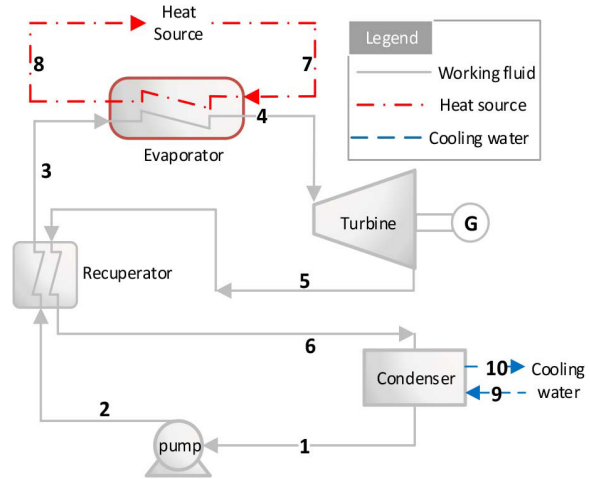 Heat
Source
8
7
Legend
Working fluid
Heat source
Cooling water
4
Evaporator
3
Turbine
G
Recuperator
5
6
Condenser
10
9
Cooling
water
2
pump
1